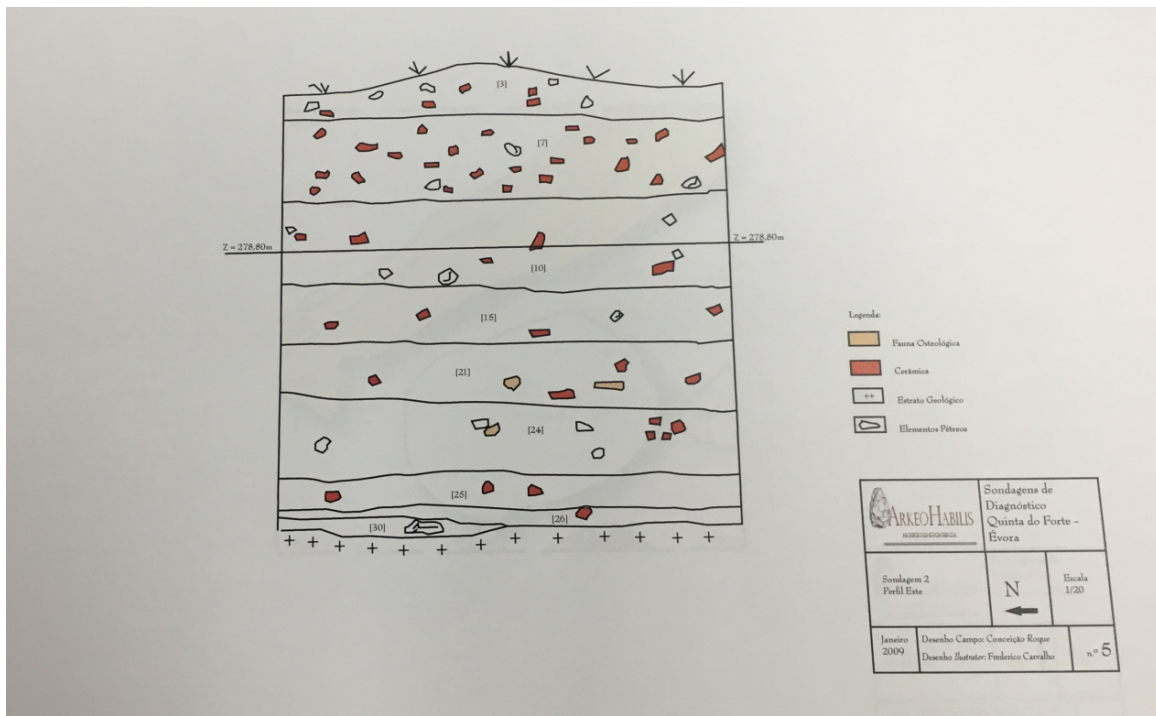 [3]
[7]
Z = 278.80m
Z = 278.80m
[10]
[15]
[21]
[24]
[25]
[26]
[30]
Legenda:
Fauna Osteológica
Cerâmica
++
Estrato Geológico
Elementos Pétreos
ARKEOHABILIS
Sondagens de
Diagnóstico
Quinta do Forte -
Évora
Sondagem 2
Perfil Este
N
Escala
1/20
Janeiro
2009
Desenho Campo: Conceição Roque
Desenho Ilustrator: Frederico Carvalho
n.º 5